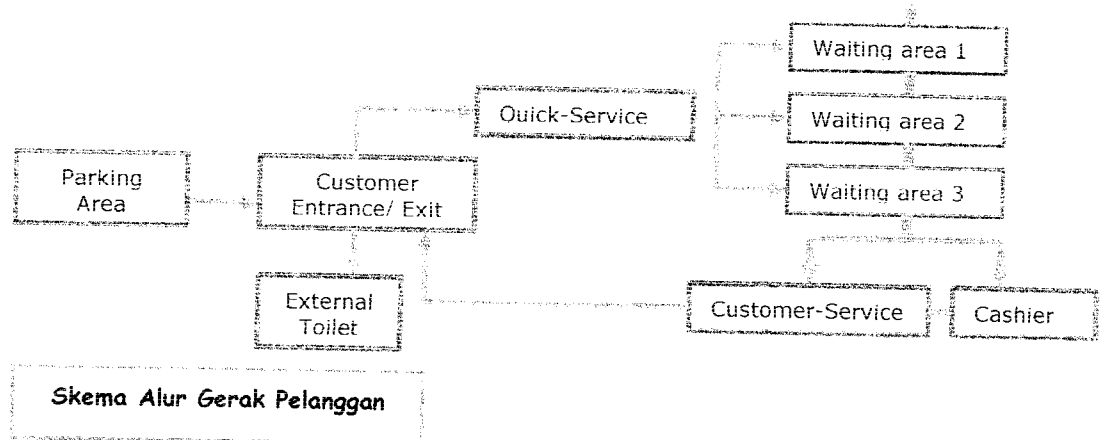 Waiting area 1
Quick-Service
Waiting area 2
Parking
Area
Customer
Entrance/ Exit
Waiting area 3
External
Toilet
Customer-Service
Cashier
Skema Alur Gerak Pelanggan